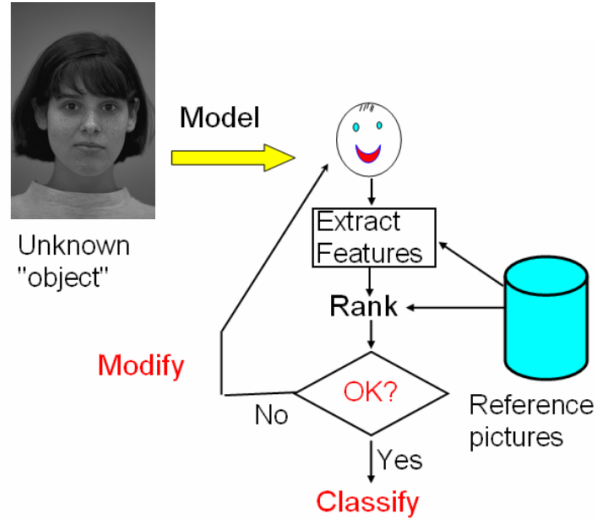 Model
Unknown
"object"
Extract
Features
Rank
Modify
OK?
Reference
pictures
No
Yes
Classify